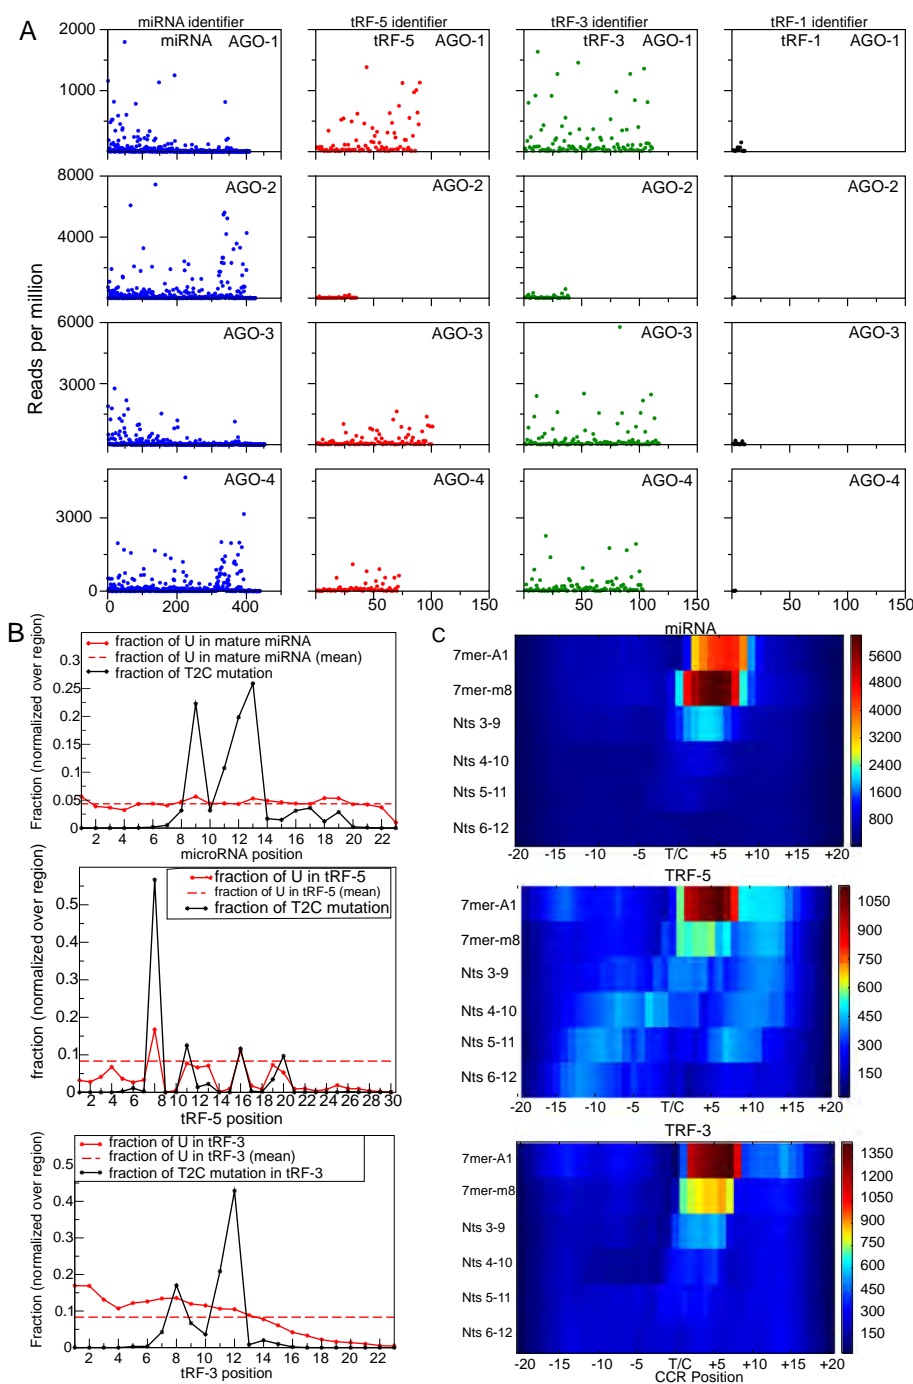 A
miRNA identifier
tRF-5 identifier
tRF-3 identifier
tRF-1 identifier
miRNA AGO-1
tRF-5 AGO-1
tRF-3 AGO-1
tRF-1 AGO-1
2000
1000
0
AGO-2
AGO-2
AGO-2
AGO-2
8000
4000
0
Reads per million
AGO-3
AGO-3
AGO-3
AGO-3
6000
3000
0
AGO-4
AGO-4
AGO-4
AGO-4
3000
0
0 200 400
50 100 150
0 50 100 150
0 50 100 150
B
fraction of U in mature miRNA
fraction of U in mature miRNA (mean)
fraction of T2C mutation
Fraction (normalized over region)
0.3
0.25
0.2
0.15
0.1
0.05
0
2 4 6 8 10 12 14 16 18 20 22
microRNA position
fraction of U in tRF-5
fraction of U in tRF-5 (mean)
fraction of T2C mutation
fraction (normalized over region)
0.5
0.4
0.3
0.2
0.1
0
2 4 6 8 10 12 14 16 18 20 22 24 26 28 30
tRF-5 position
fraction of U in tRF-3
fraction of U in tRF-3 (mean)
fraction of T2C mutation in tRF-3
Fraction (normalized over region)
0.4
0.3
0.2
0.1
0
2 4 6 8 10 12 14 16 18 20 22
tRF-3 position
C
miRNA
7mer-A1
7mer-m8
Nts 3-9
Nts 4-10
Nts 5-11
Nts 6-12
-20 -15 -10 -5 T/C +5 +10 +15 +20
5600
4800
4000
3200
2400
1600
800
TRF-5
7mer-A1
7mer-m8
Nts 3-9
Nts 4-10
Nts 5-11
Nts 6-12
-20 -15 -10 -5 T/C +5 +10 +15 +20
1050
900
750
600
450
300
150
TRF-3
7mer-A1
7mer-m8
Nts 3-9
Nts 4-10
Nts 5-11
Nts 6-12
-20 -15 -10 -5 T/C +5 +10 +15 +20
CCR Position
1350
1200
1050
900
750
600
450
300
150